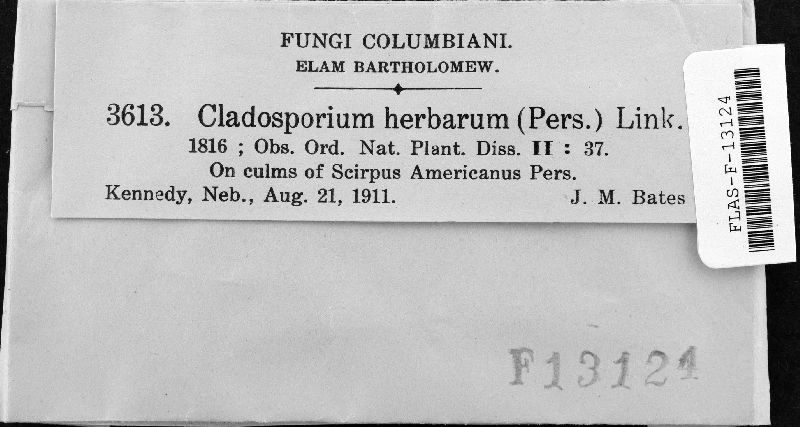 FUNGI COLUMBIANI.
ELAM BARTHOLOMEW.
3613. Cladosporium herbarum (Pers.) Link.
1816 ; Obs. Ord. Nat. Plant. Diss. II : 37.
On culms of Scirpus Americanus Pers.
Kennedy, Neb., Aug. 21, 1911. J. M. Bates
FLAS-F-13124
F13124